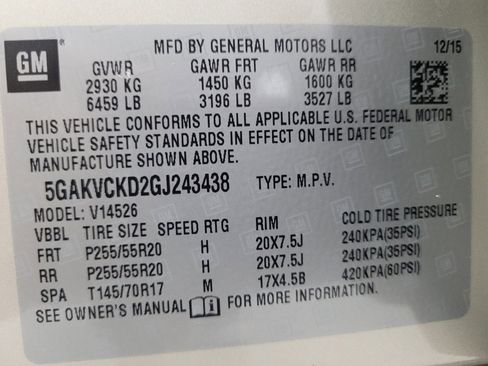 GM
MFD BY GENERAL MOTORS LLC 12/15
GVWR GAWR FRT GAWR RR
2930 KG 1450 KG 1600 KG
6459 LB 3196 LB 3527 LB
THIS VEHICLE CONFORMS TO ALL APPLICABLE U.S. FEDERAL MOTOR
VEHICLE SAFETY STANDARDS IN EFFECT ON THE DATE OF
MANUFACTURE SHOWN ABOVE.
5GAKVCKD2GJ243438 TYPE: M.P.V.
MODEL: V14526
VBBL TIRE SIZE SPEED RTG RIM COLD TIRE PRESSURE
FRT P255/55R20 H 20X7.5J 240KPA(35PSI)
RR P255/55R20 H 20X7.5J 240KPA(35PSI)
SPA T145/70R17 M 17X4.5B 420KPA(60PSI)
SEE OWNER'S MANUAL i FOR MORE INFORMATION.